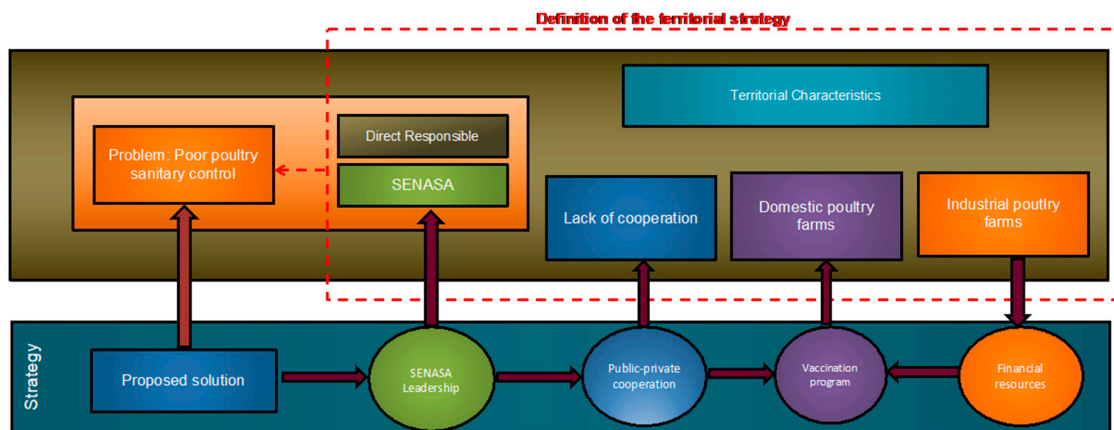 Definition of the territorial strategy
Territorial Characteristics
Direct Responsible
Problem: Poor poultry
sanitary control
SENASA
Lack of cooperation
Domestic poultry
farms
Industrial poultry
farms
Strategy
Proposed solution
SENASA
Leadership
Public-private
cooperation
Vaccination
program
Financial
resources